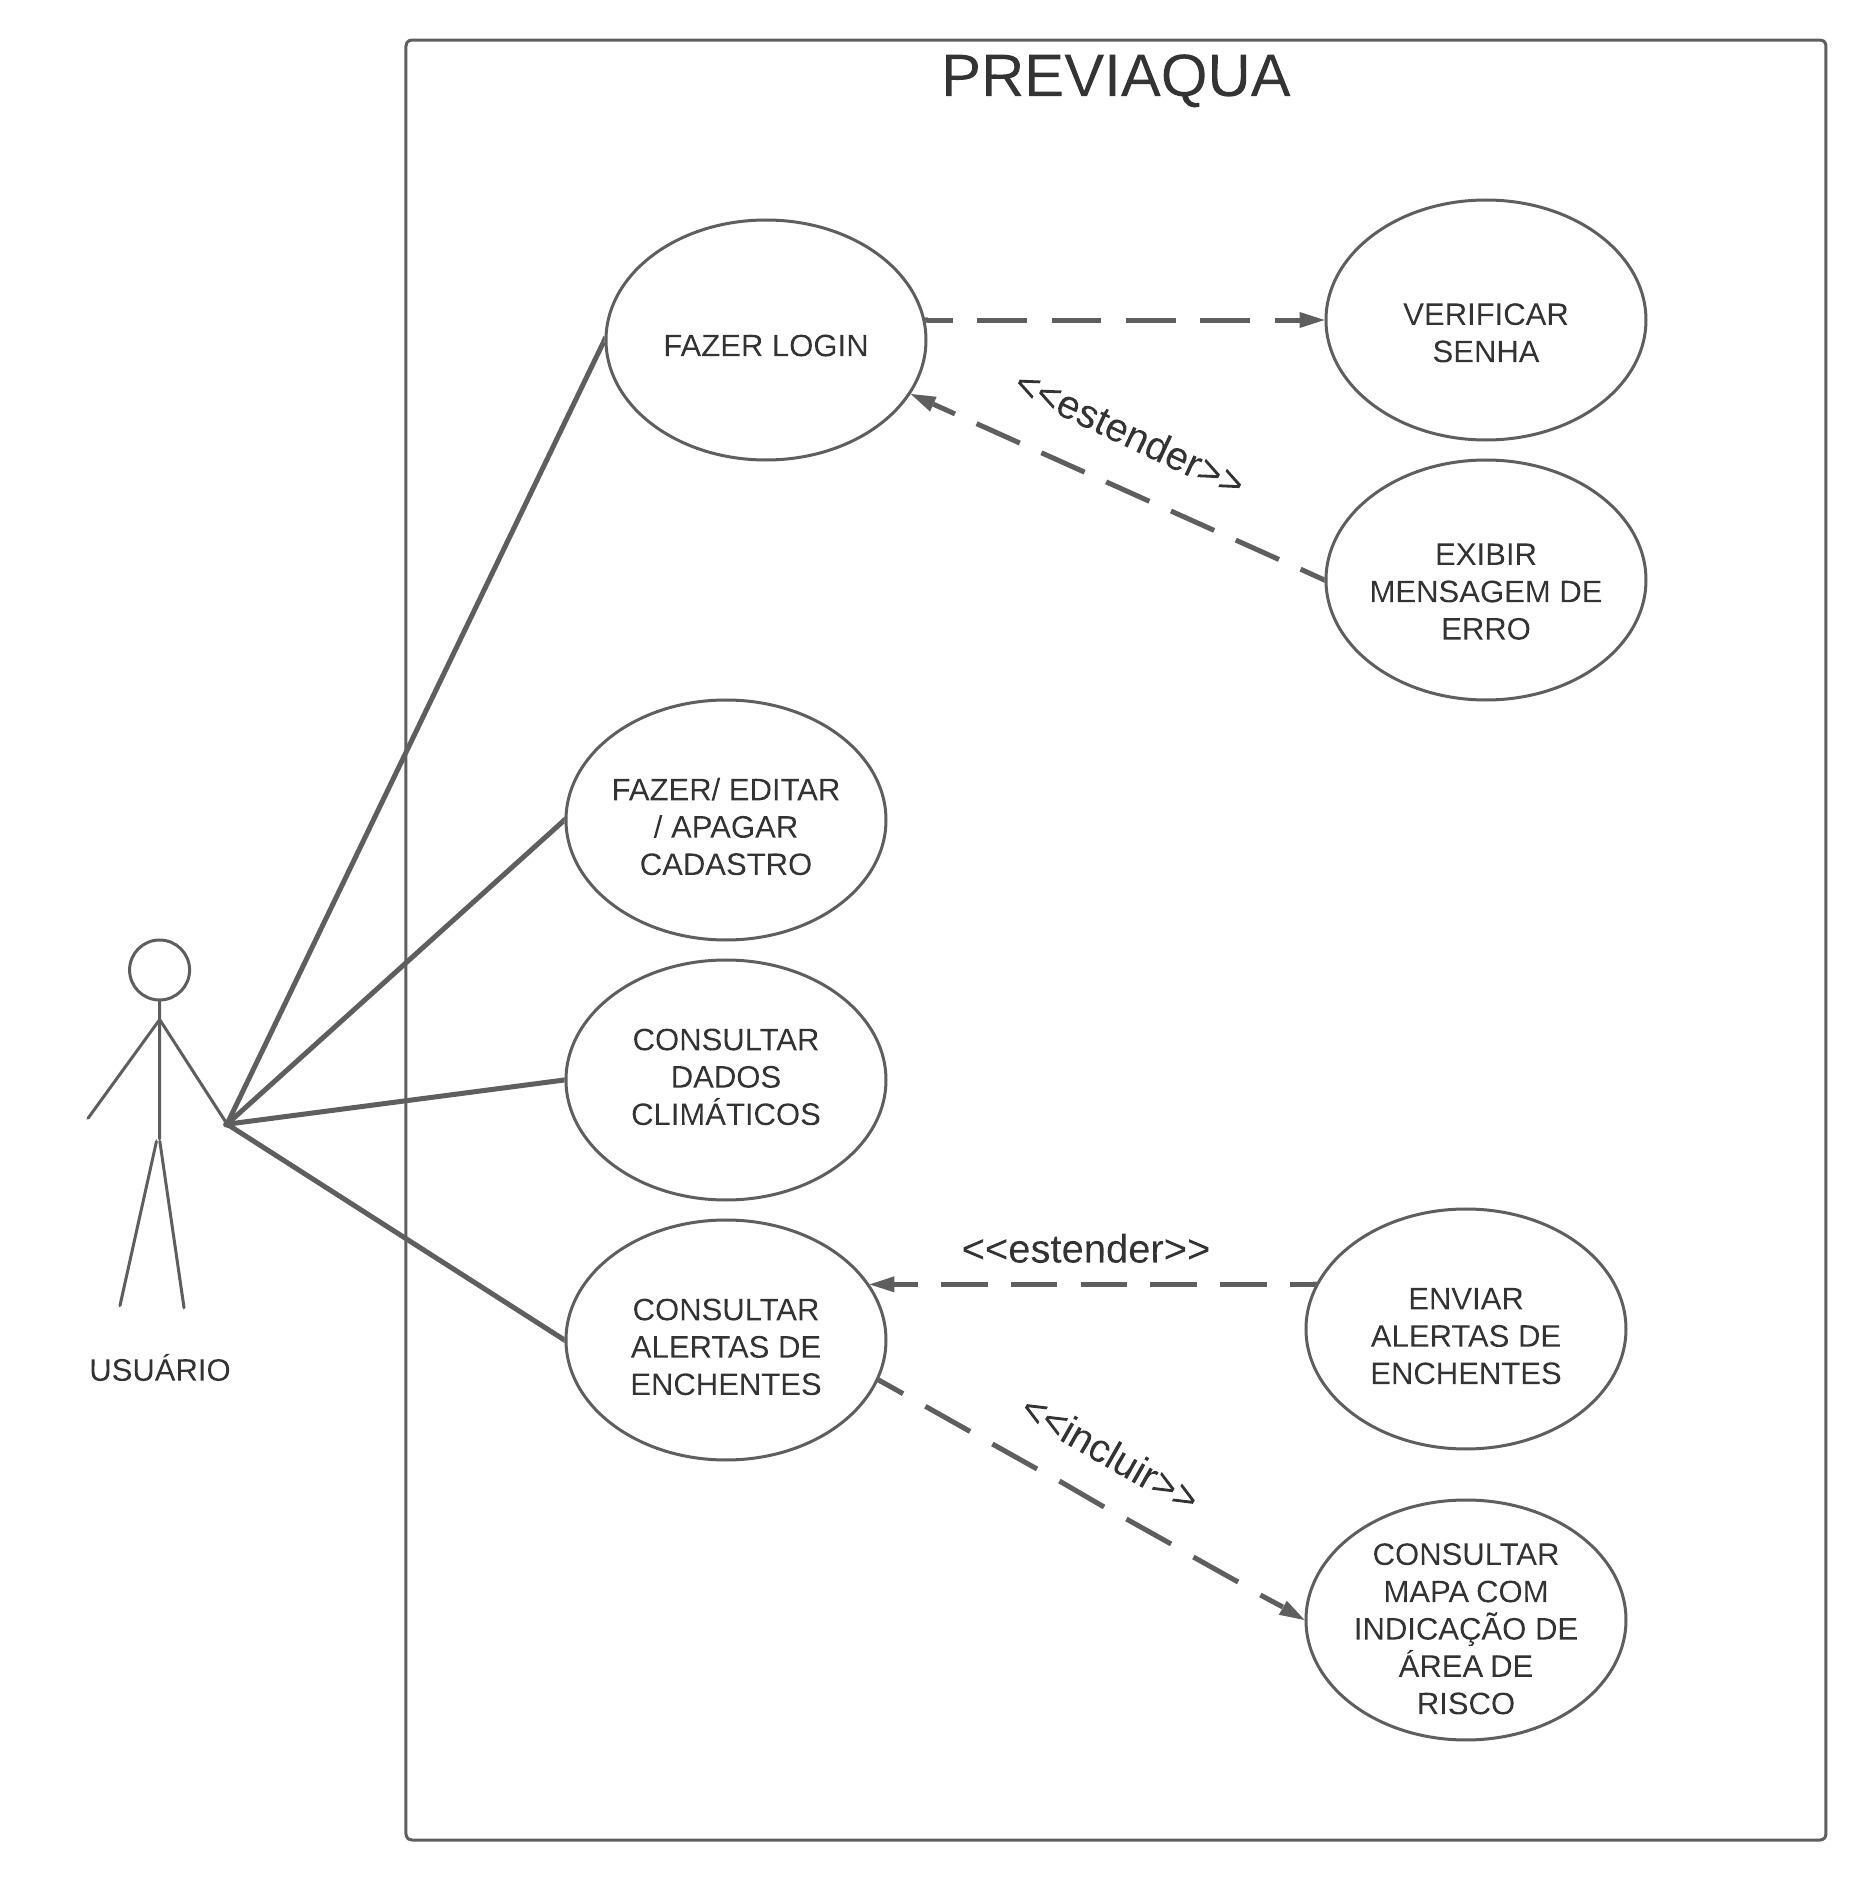 PREVIAQUA
FAZER LOGIN
VERIFICAR
SENHA
<<estender>>
EXIBIR
MENSAGEM DE
ERRO
FAZER/ EDITAR
/ APAGAR
CADASTRO
CONSULTAR
DADOS
CLIMÁTICOS
<<estender>>
CONSULTAR
ALERTAS DE
ENCHENTES
ENVIAR
ALERTAS DE
ENCHENTES
USUÁRIO
<<incluir>>
CONSULTAR
MAPA COM
INDICAÇÃO DE
ÁREA DE
RISCO